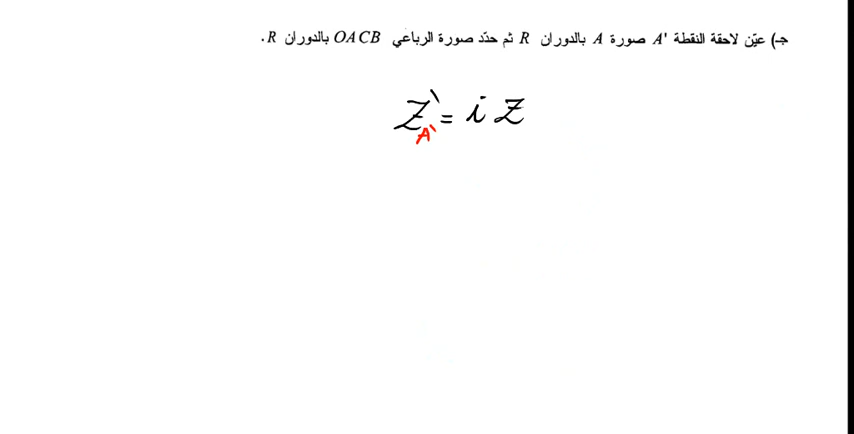 جـ) عيّن لاحقة النقطة A' صورة A بالدوران R ثم حدّد صورة الرباعي OACB بالدوران R .
Z'A' = i Z